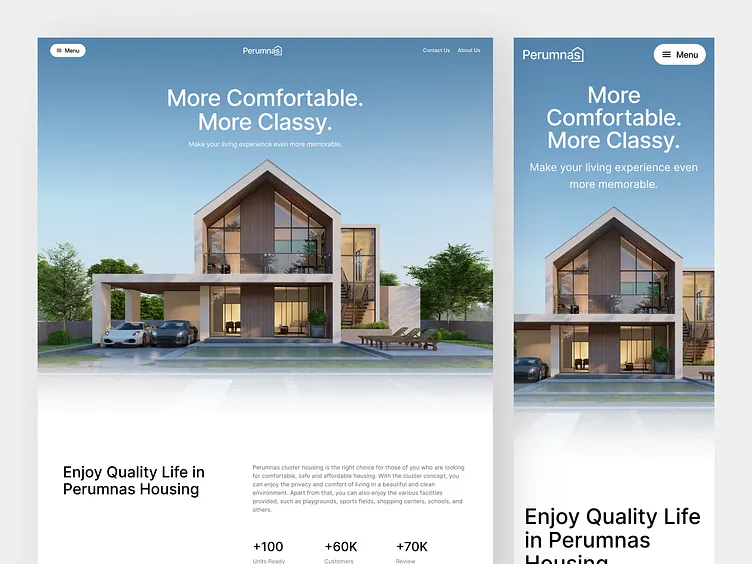 Menu
Perumnas
Contact Us
About Us
More Comfortable.
More Classy.
Make your living experience even more memorable.
Enjoy Quality Life in
Perumnas Housing
Perumnas cluster housing is the right choice for those of you who are looking
for comfortable, safe and affordable housing. With the cluster concept, you
can enjoy the privacy and comfort of living in a beautiful and clean
environment. Apart from that, you can also enjoy the various facilities
provided, such as playgrounds, sports fields, shopping centers, schools, and
others.
+100
+60K
+70K
Units Ready
Customers
Review
Perumnas
Menu
More
Comfortable.
More Classy.
Make your living experience even
more memorable.
Enjoy Quality Life
in Perumnas
Housing